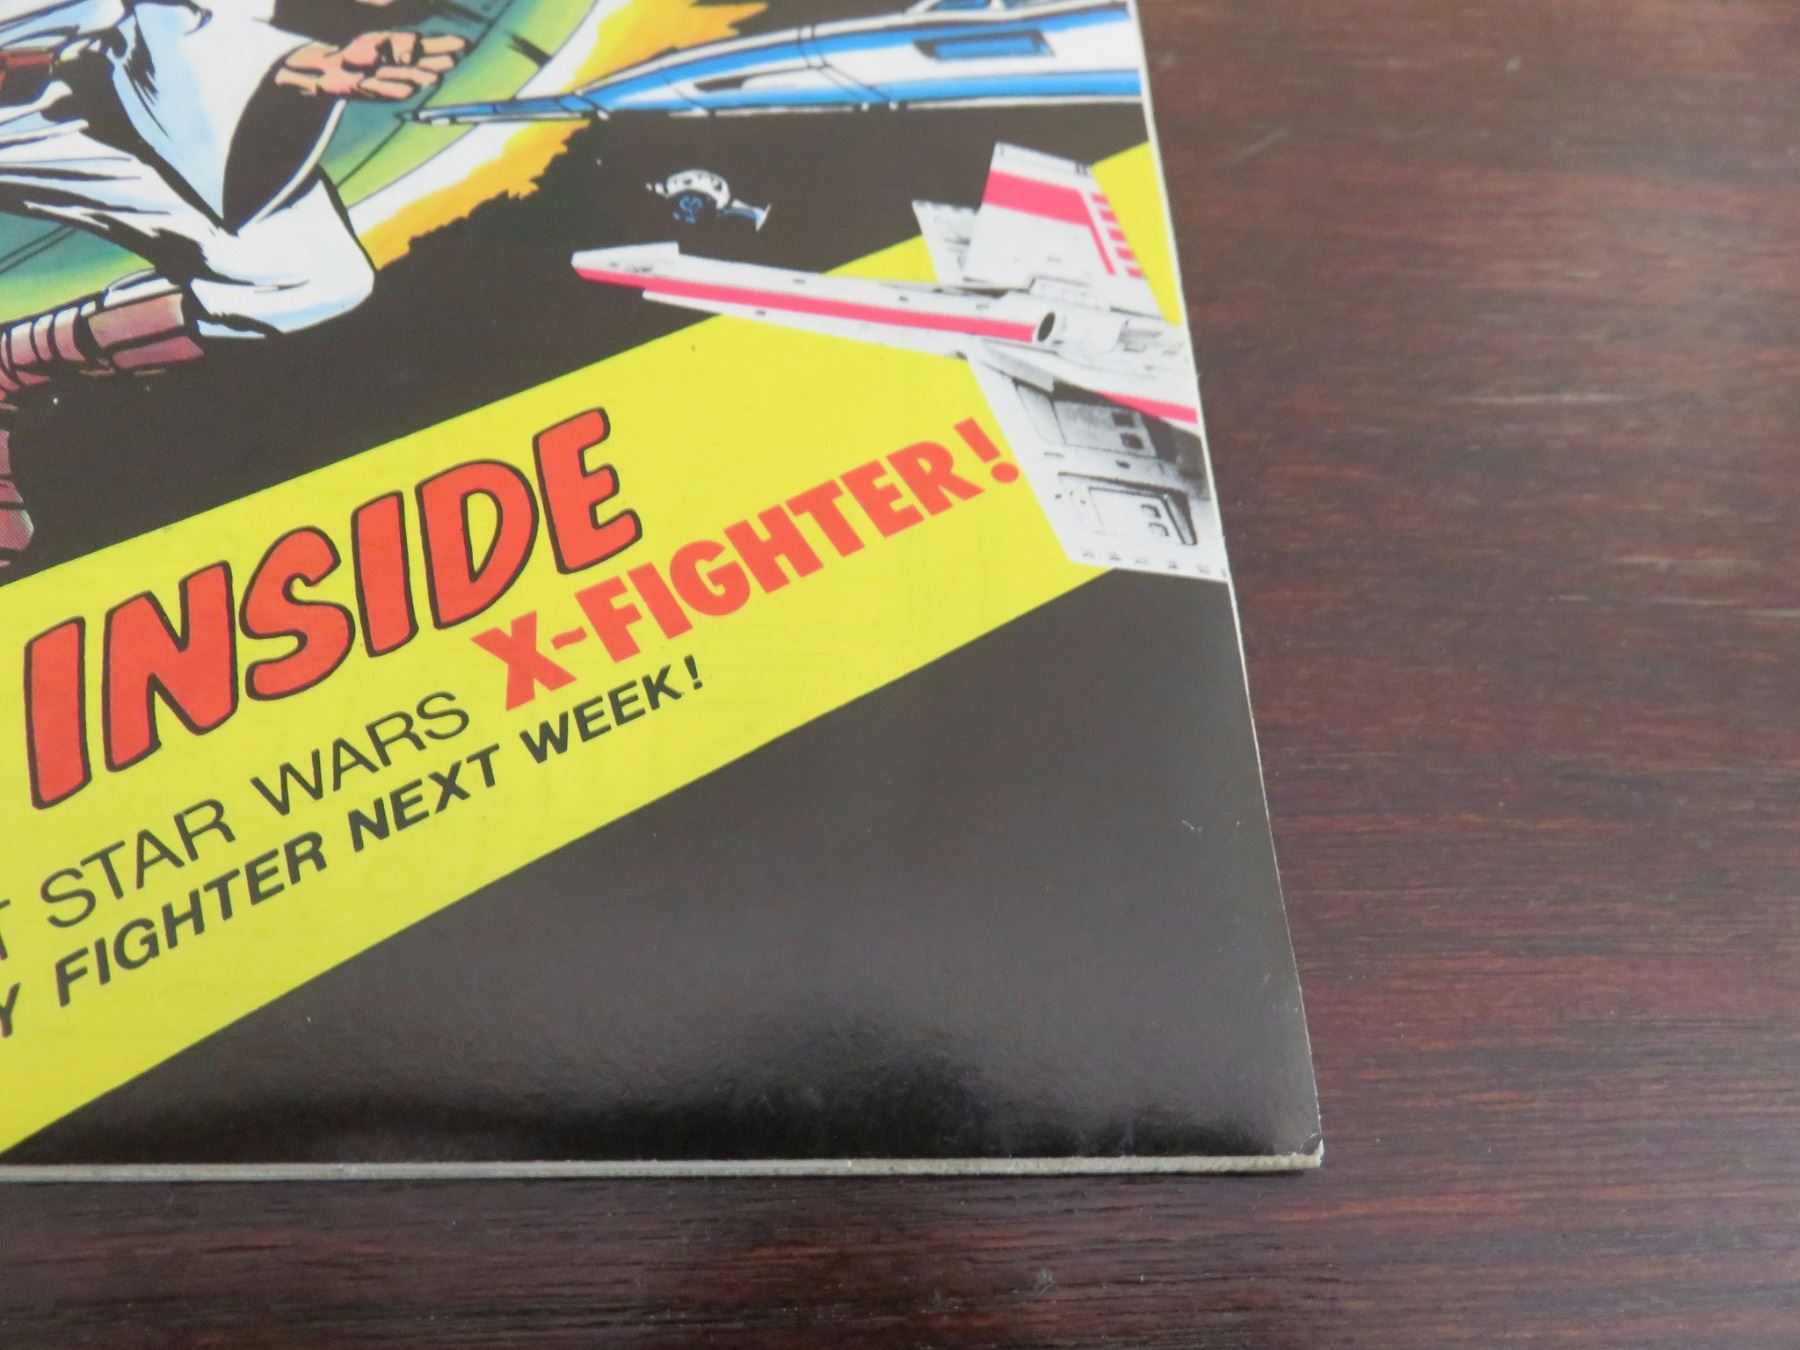 INSIDE
STAR WARS X-FIGHTER!
FIGHTER NEXT WEEK!